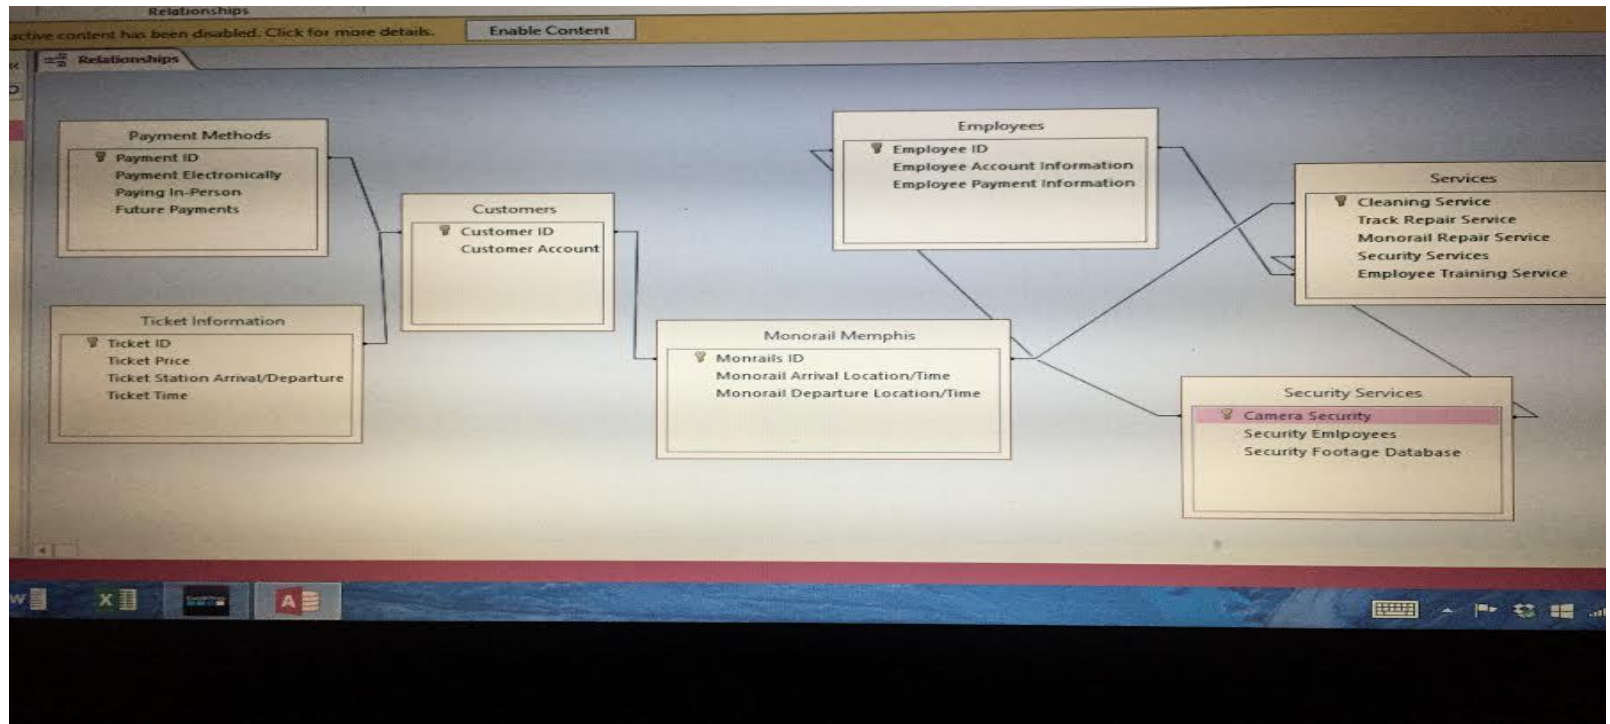 Relationships
active content has been disabled. Click for more details.
Enable Content
Relationships
Payment Methods
Payment ID
Payment Electronically
Paying In-Person
Future Payments
Customers
Customer ID
Customer Account
Ticket Information
Ticket ID
Ticket Price
Ticket Station Arrival/Departure
Ticket Time
Monorail Memphis
Monrails ID
Monorail Arrival Location/Time
Monorail Departure Location/Time
Employees
Employee ID
Employee Account Information
Employee Payment Information
Services
Cleaning Service
Track Repair Service
Monorail Repair Service
Security Services
Employee Training Service
Security Services
Camera Security
Security Emlpoyees
Security Footage Database